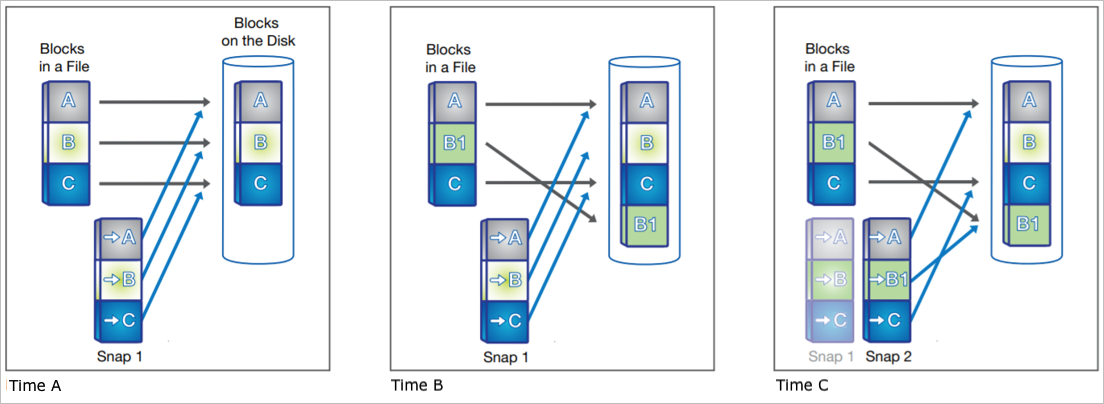 Blocks
in a File
Blocks
on the Disk
A
B
C
A
B
C
→A
→B
→C
Snap 1
Time A
Blocks
in a File
A
B1
C
A
B
C
B1
→A
→B
→C
Snap 1
Time B
Blocks
in a File
A
B1
C
A
B
C
B1
→A
→B
→C
→A
→B1
→C
Snap 1
Snap 2
Time C